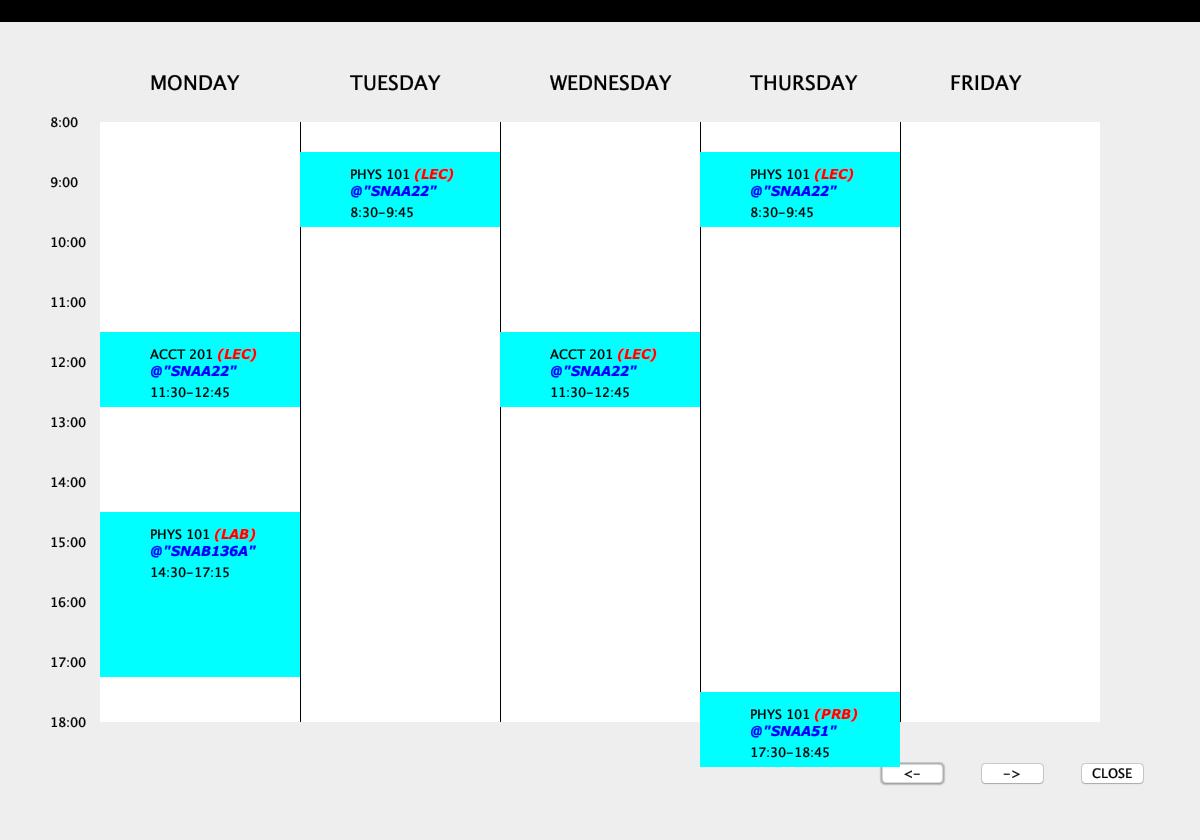 MONDAY TUESDAY WEDNESDAY THURSDAY FRIDAY
8:00
PHYS 101 (LEC) PHYS 101 (LEC)
9:00
@"SNAA22" @"SNAA22"
8:30-9:45 8:30-9:45
10:00
11:00
ACCT 201 (LEC) ACCT 201 (LEC)
12:00
@"SNAA22" @"SNAA22"
11:30-12:45 11:30-12:45
13:00
14:00
PHYS 101 (LAB)
15:00
@"SNAB136A"
14:30-17:15
16:00
17:00
PHYS 101 (PRB)
18:00
@"SNAA51"
17:30-18:45
<- -> CLOSE